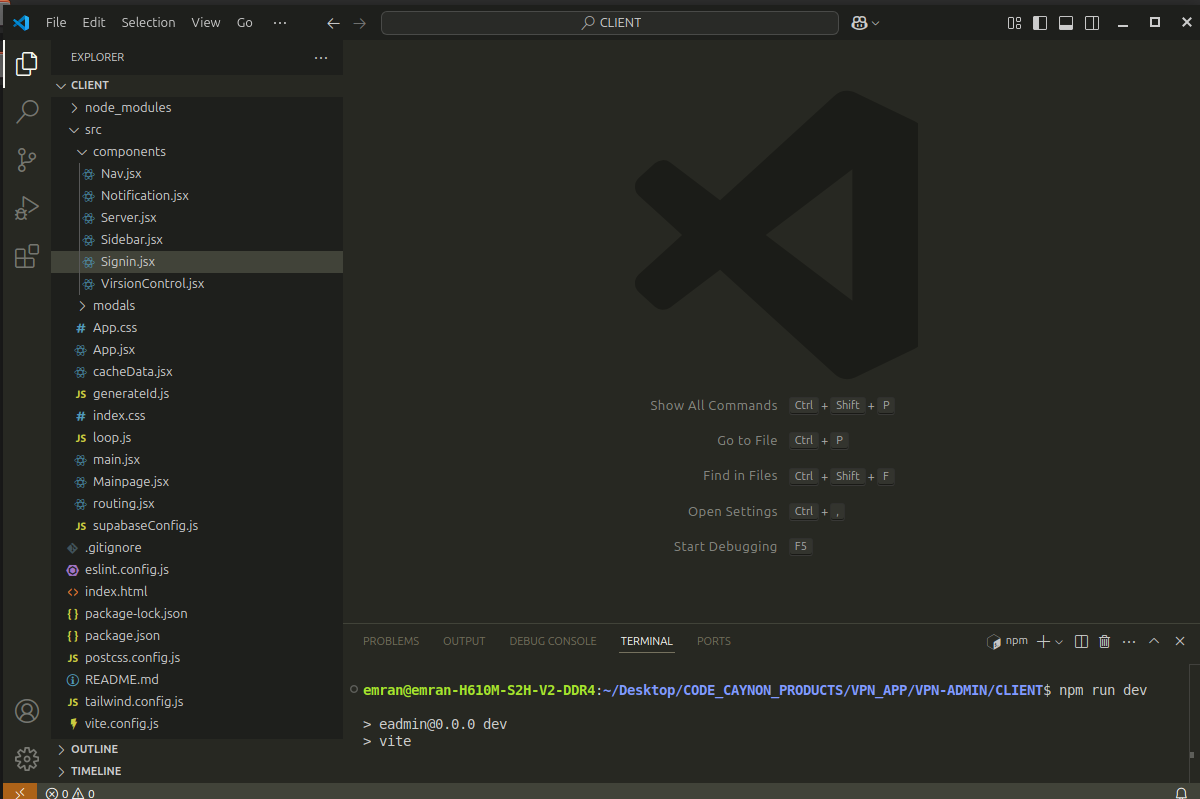 File Edit Selection View Go ··· CLIENT
EXPLORER ···
CLIENT
node_modules
src
components
Nav.jsx
Notification.jsx
Server.jsx
Sidebar.jsx
Signin.jsx
VirsionControl.jsx
modals
# App.css
App.jsx
cacheData.jsx
JS generateId.js
# index.css
JS loop.js
main.jsx
Mainpage.jsx
routing.jsx
JS supabaseConfig.js
.gitignore
eslint.config.js
<> index.html
{} package-lock.json
{} package.json
JS postcss.config.js
README.md
JS tailwind.config.js
vite.config.js
OUTLINE
TIMELINE
0 0
Show All Commands Ctrl + Shift + P
Go to File Ctrl + P
Find in Files Ctrl + Shift + F
Open Settings Ctrl + ,
Start Debugging F5
PROBLEMS OUTPUT DEBUG CONSOLE TERMINAL PORTS npm ···
emran@emran-H610M-S2H-V2-DDR4:~/Desktop/CODE_CAYNON_PRODUCTS/VPN_APP/VPN-ADMIN/CLIENT$ npm run dev
> eadmin@0.0.0 dev
> vite